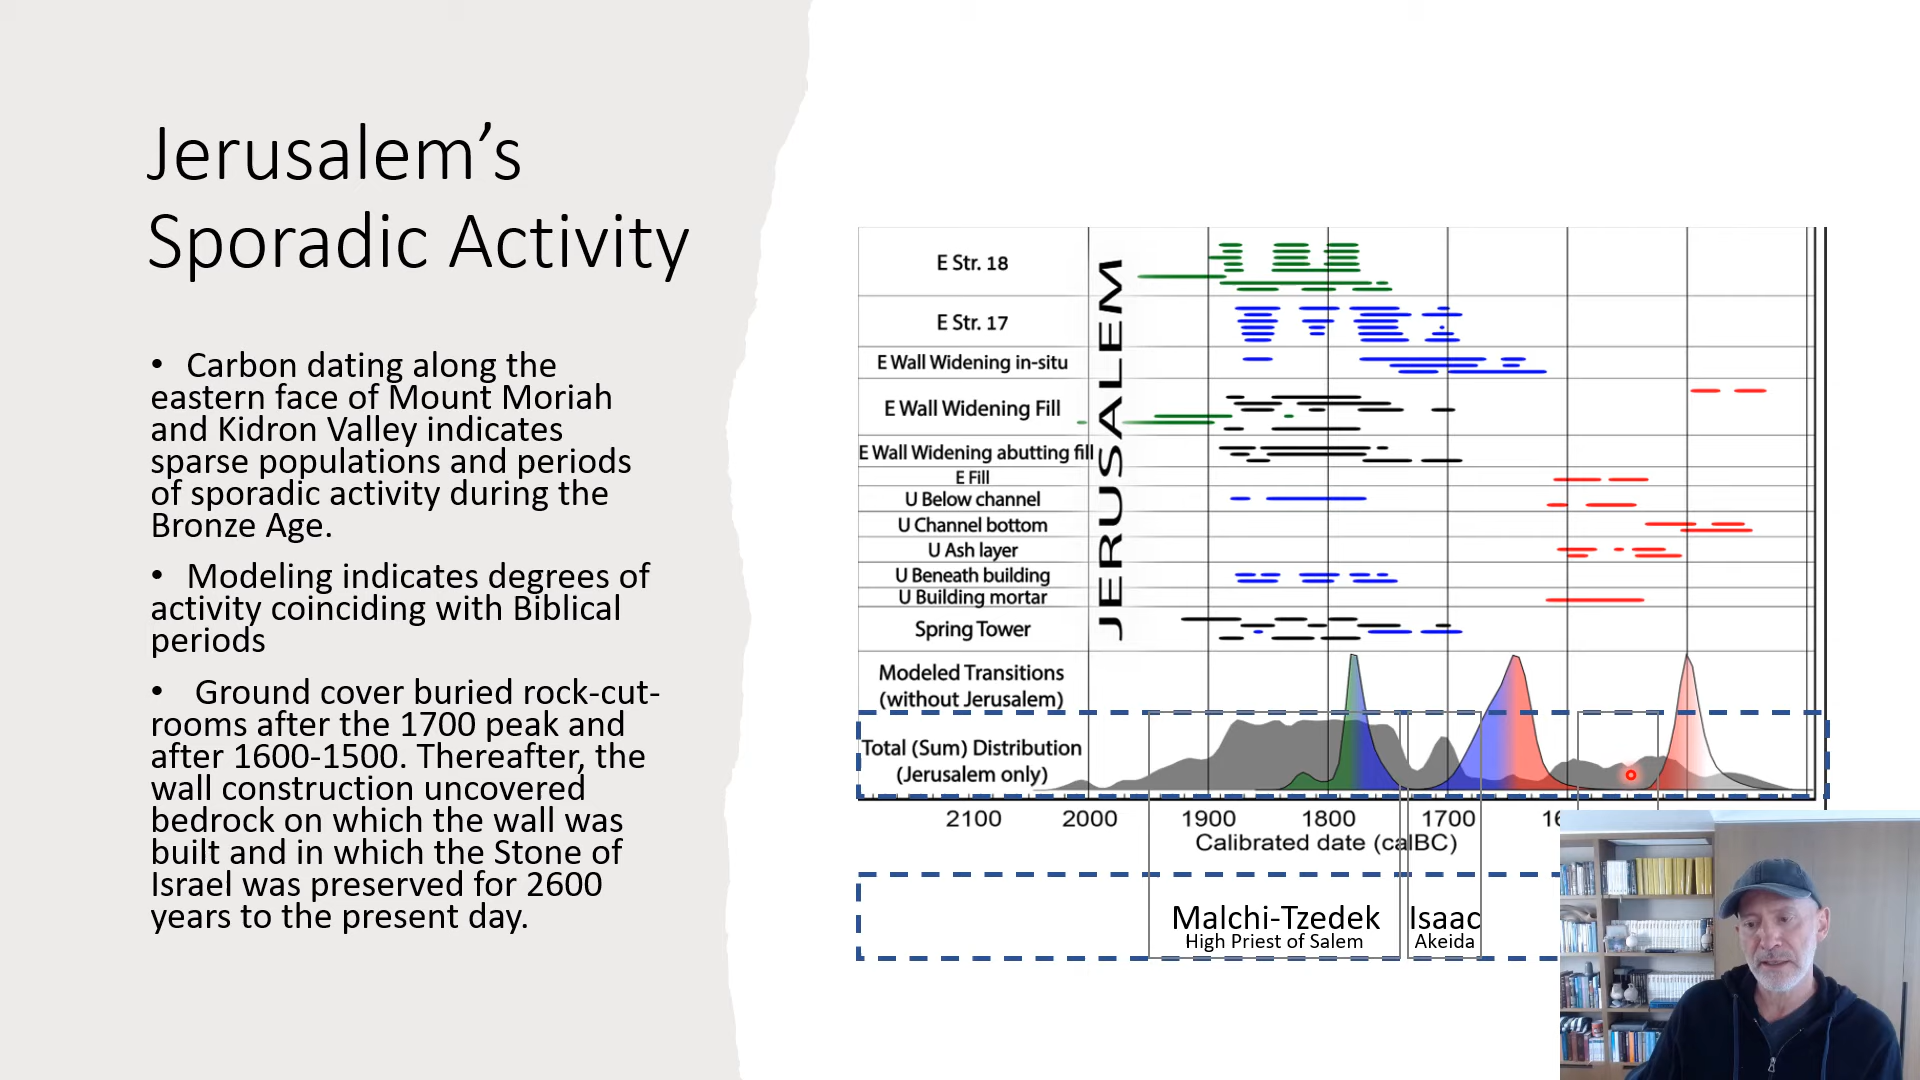 Jerusalem’s
Sporadic Activity
• Carbon dating along the
eastern face of Mount Moriah
and Kidron Valley indicates
sparse populations and periods
of sporadic activity during the
Bronze Age.
• Modeling indicates degrees of
activity coinciding with Biblical
periods
• Ground cover buried rock-cut-
rooms after the 1700 peak and
after 1600-1500. Thereafter, the
wall construction uncovered
bedrock on which the wall was
built and in which the Stone of
Israel was preserved for 2600
years to the present day.
JERUSALEM
E Str. 18
E Str. 17
E Wall Widening in-situ
E Wall Widening Fill
E Wall Widening abutting fill
E Fill
U Below channel
U Channel bottom
U Ash layer
U Beneath building
U Building mortar
Spring Tower
Modeled Transitions
(without Jerusalem)
Total (Sum) Distribution
(Jerusalem only)
2100 2000 1900 1800 1700
Calibrated date (calBC)
Malchi-Tzedek Isaac
High Priest of Salem Akeida